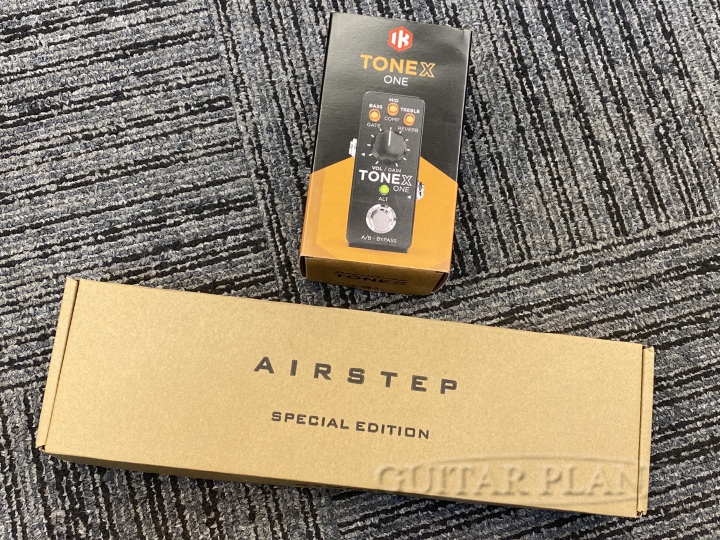 IK
TONEX
ONE
MID
BASS
TREBLE
COMP
GATE
REVERB
VOL / GAIN
TONEX
ONE
ALT
A/B - BYPASS
TONEX
AIRSTEP
SPECIAL EDITION
GUITAR PLAN